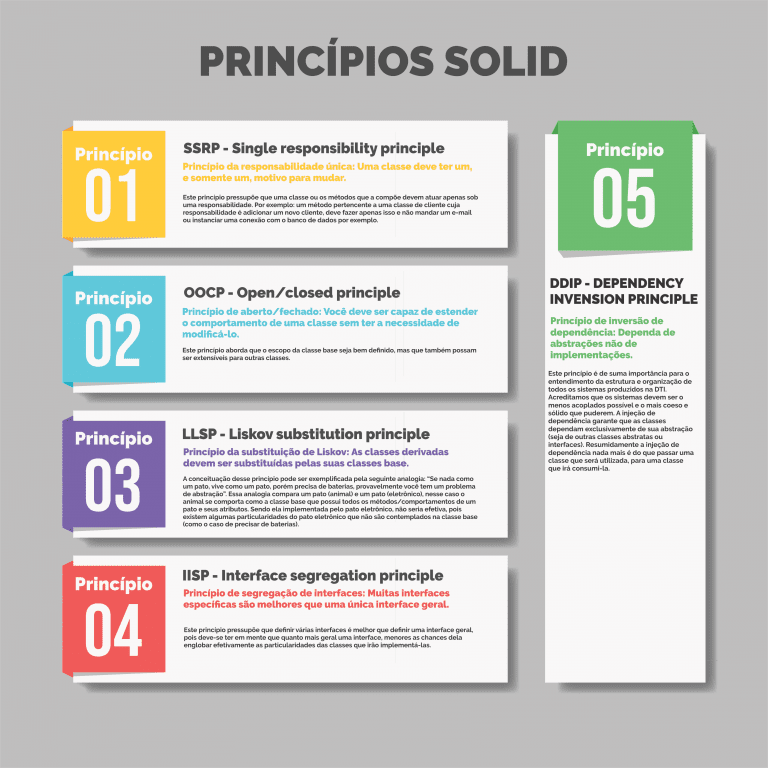 PRINCÍPIOS SOLID
Princípio
01
SSRP - Single responsibility principle
Princípio da responsabilidade única: Uma classe deve ter um,
e somente um, motivo para mudar.
Este princípio pressupõe que uma classe ou os métodos que a compõe devem atuar apenas sob
uma responsabilidade. Por exemplo: um método pertencente a uma classe de cliente cuja
responsabilidade é adicionar um novo cliente, deve fazer apenas isso e não mandar um e-mail
ou instanciar uma conexão com o banco de dados por exemplo.
Princípio
02
OOCP - Open/closed principle
Princípio de aberto/fechado: Você deve ser capaz de estender
o comportamento de uma classe sem ter a necessidade de
modificá-lo.
Este princípio aborda que o escopo da classe base seja bem definido, mas que também possam
ser extensíveis para outras classes.
Princípio
03
LLSP - Liskov substitution principle
Princípio da substituição de Liskov: As classes derivadas
devem ser substituídas pelas suas classes base.
A conceituação desse princípio pode ser exemplificada pela seguinte analogia: "Se nada como
um pato, vive como um pato, porém precisa de baterias, provavelmente você tem um problema
de abstração". Essa analogia compara um pato (animal) e um pato (eletrônico), nesse caso o
animal se comporta como a classe base que possui todos os métodos/comportamentos de um
pato e seus atributos. Sendo ela implementada pelo pato eletrônico, não seria efetiva, pois
existem algumas particularidades do pato eletrônico que não são contemplados na classe base
(como o caso de precisar de baterias).
Princípio
04
IISP - Interface segregation principle
Princípio de segregação de interfaces: Muitas interfaces
específicas são melhores que uma única interface geral.
Este princípio pressupõe que definir várias interfaces é melhor que definir uma interface geral,
pois deve-se ter em mente que quanto mais geral uma interface, menores as chances dela
englobar efetivamente as particularidades das classes que irão implementá-las.
Princípio
05
DDIP - DEPENDENCY
INVENSION PRINCIPLE
Princípio de inversão de
dependência: Dependa de
abstrações não de
implementações.
Este princípio é de suma importância para o
entendimento da estrutura e organização de
todos os sistemas produzidos na DTI.
Acreditamos que os sistemas devem ser o
menos acoplados possível e o mais coeso e
sólido que puderem. A injeção de
dependência garante que as classes
dependam exclusivamente de sua abstração
(seja de outras classes abstratas ou
interfaces). Resumidamente a injeção de
dependência nada mais é do que passar uma
classe que será utilizada, para uma classe
que irá consumi-la.